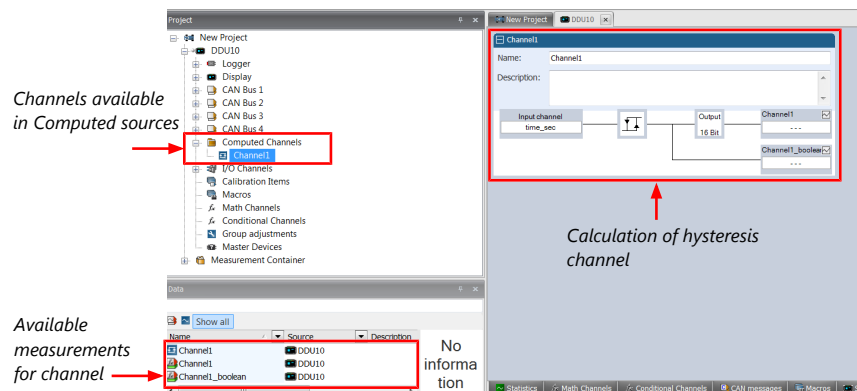 Project
New Project
DDU10
Logger
Display
CAN Bus 1
CAN Bus 2
CAN Bus 3
CAN Bus 4
Computed Channels
Channel1
I/O Channels
Calibration Items
Macros
Math Channels
Conditional Channels
Group adjustments
Master Devices
Measurement Container
Channels available
in Computed sources
Data
Show all
Name Source Description
Channel1 DDU10
Channel1 DDU10
Channel1_boolean DDU10
No
informa
tion
Available
measurements
for channel
New Project DDU10
Channel1
Name: Channel1
Description:
Input channel
time_sec
Output
16 Bit
Channel1
---
Channel1_boolean
---
Calculation of hysteresis
channel
Statistics Math Channels Conditional Channels CAN messages Macros